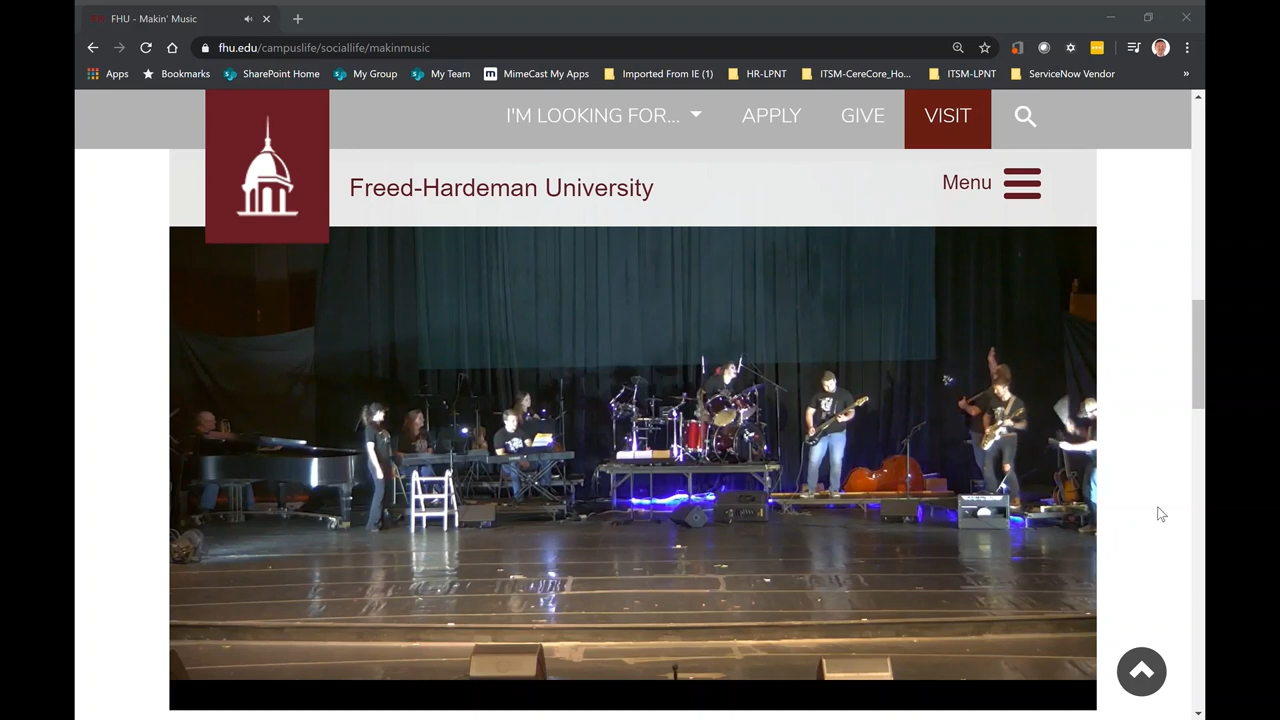 FHU - Makin' Music
fhu.edu/campuslife/sociallife/makinmusic
Apps Bookmarks SharePoint Home My Group My Team MimeCast My Apps Imported From IE (1) HR-LPNT ITSM-CereCore_Ho... ITSM-LPNT ServiceNow Vendor »
I'M LOOKING FOR... APPLY GIVE VISIT
Freed-Hardeman University
Menu